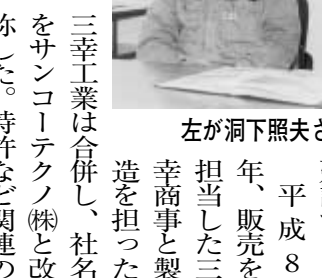 左が洞下照夫さ
平成８
年、販売を
担当した三
幸商事と製
造を担った
三幸工業は合併し、社名
をサンコーテクノ㈱と改
称した。特許など関連の